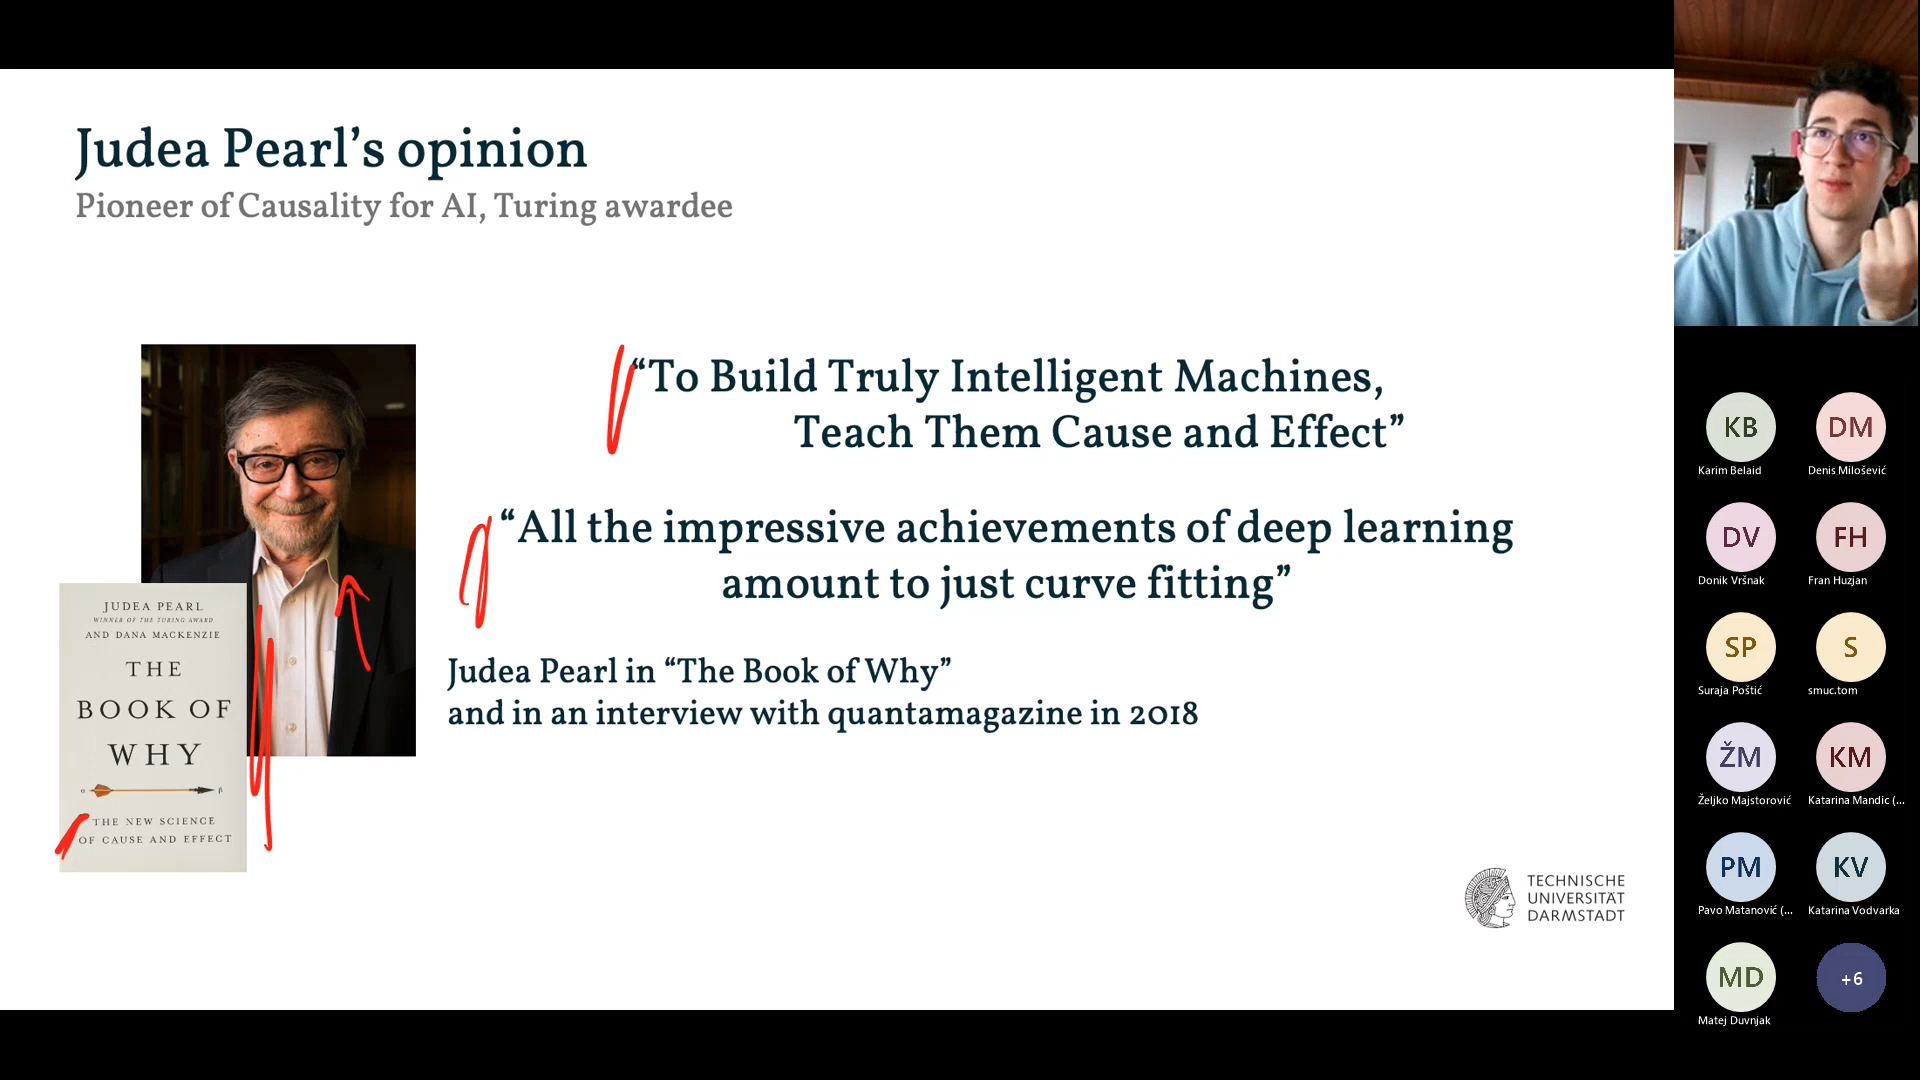 Judea Pearl’s opinion
Pioneer of Causality for AI, Turing awardee
“To Build Truly Intelligent Machines,
Teach Them Cause and Effect”
“All the impressive achievements of deep learning
amount to just curve fitting”
Judea Pearl in “The Book of Why”
and in an interview with quantamagazine in 2018
JUDEA PEARL
WINNER OF THE TURING AWARD
AND DANA MACKENZIE
THE
BOOK OF
WHY
α β
THE NEW SCIENCE
OF CAUSE AND EFFECT
TECHNISCHE
UNIVERSITÄT
DARMSTADT
KB
Karim Belaid
DM
Denis Milošević
DV
Donik Vršnak
FH
Fran Huzjan
SP
Suraja Poštić
S
smuc.tom
ŽM
Željko Majstorović
KM
Katarina Mandic (...
PM
Pavo Matanović (...
KV
Katarina Vodvarka
MD
Matej Duvnjak
+6